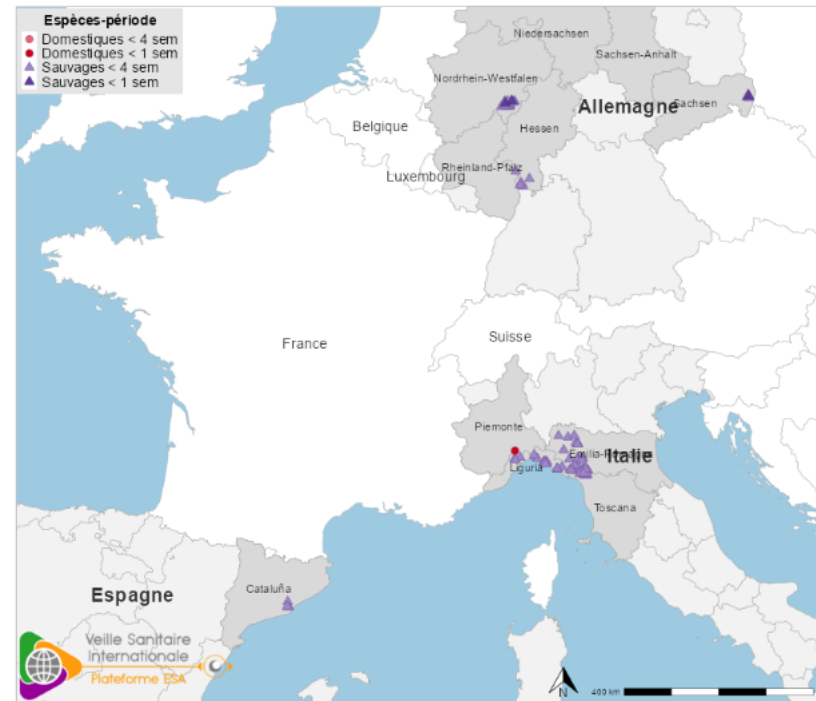 Espèces-période
Domestiques < 4 sem
Domestiques < 1 sem
Sauvages < 4 sem
Sauvages < 1 sem
Niedersachsen
Sachsen-Anhalt
Nordrhein-Westfalen
Allemagne
Sachsen
Belgique
Hessen
Rheinland-Pfalz
Luxembourg
France
Suisse
Piemonte
Emilia-Romagna
Italie
Liguria
Toscana
Cataluña
Espagne
Veille Sanitaire
Internationale
Plateforme ESA
N
400 km